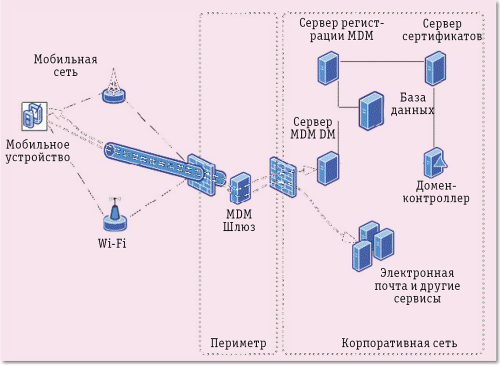 Сервер регист-
рации MDM
Сервер
сертификатов
Мобильная
сеть
База
данных
Сервер
MDM DM
Мобильное
устройство
Домен-
контроллер
MDM
Шлюз
Wi-Fi
Электронная
почта и другие
сервисы
Периметр
Корпоративная сеть